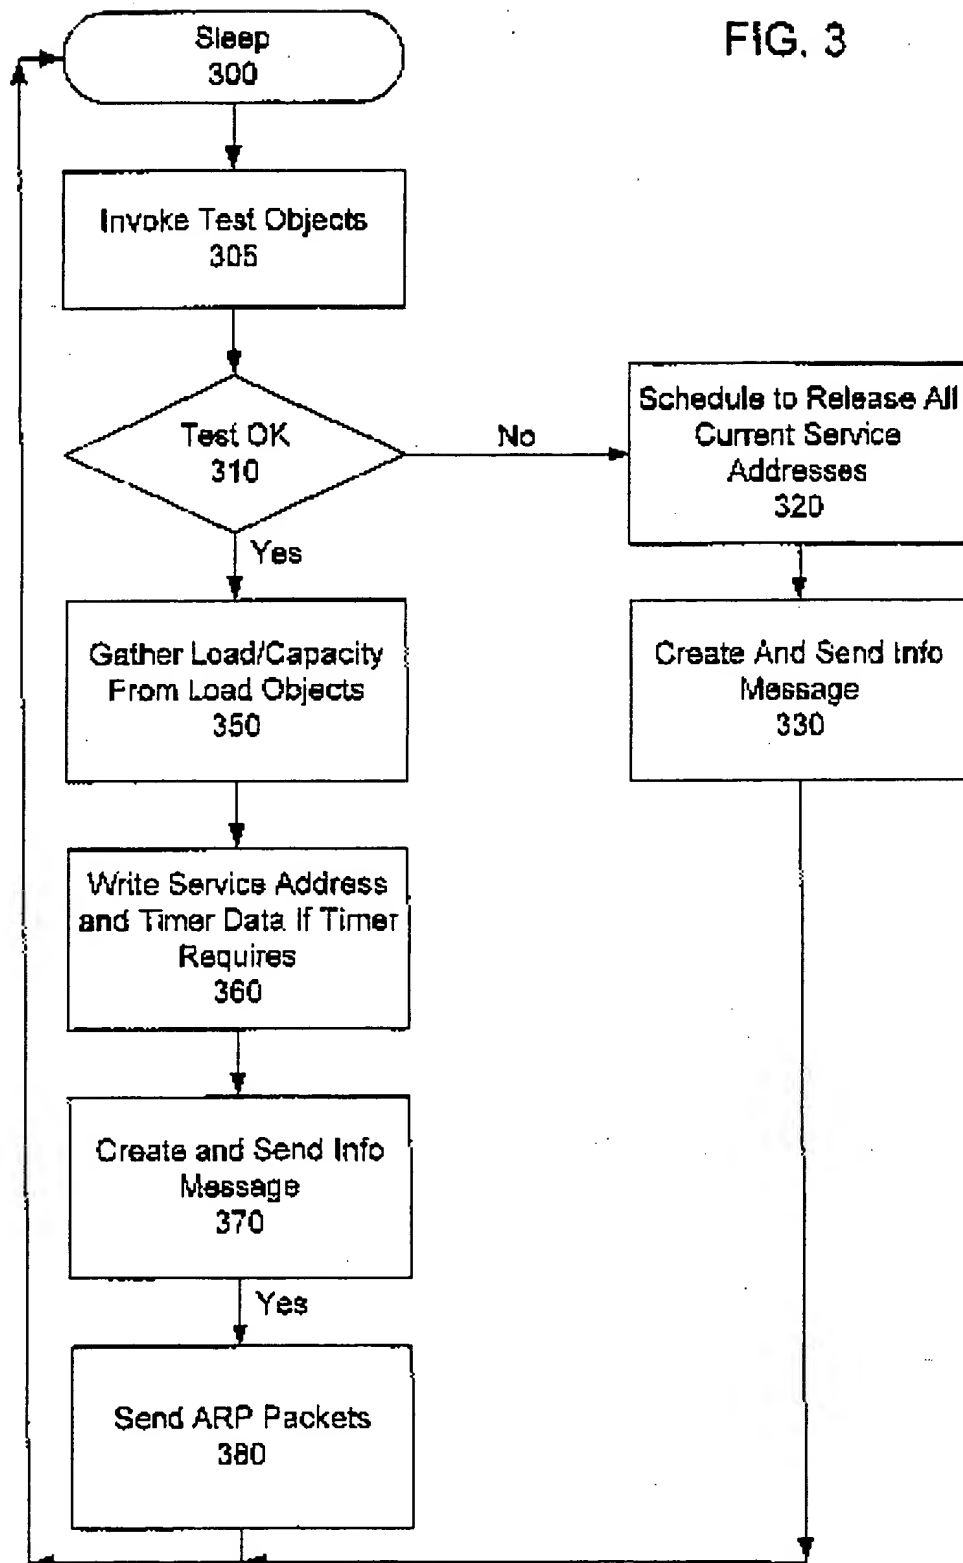 FIG. 3
Sleep
300
Invoke Test Objects
305
Test OK
310
No
Yes
Schedule to Release All
Current Service
Addresses
320
Create And Send Info
Message
330
Gather Load/Capacity
From Load Objects
350
Write Service Address
and Timer Data If Timer
Requires
360
Create and Send Info
Message
370
Yes
Send ARP Packets
380